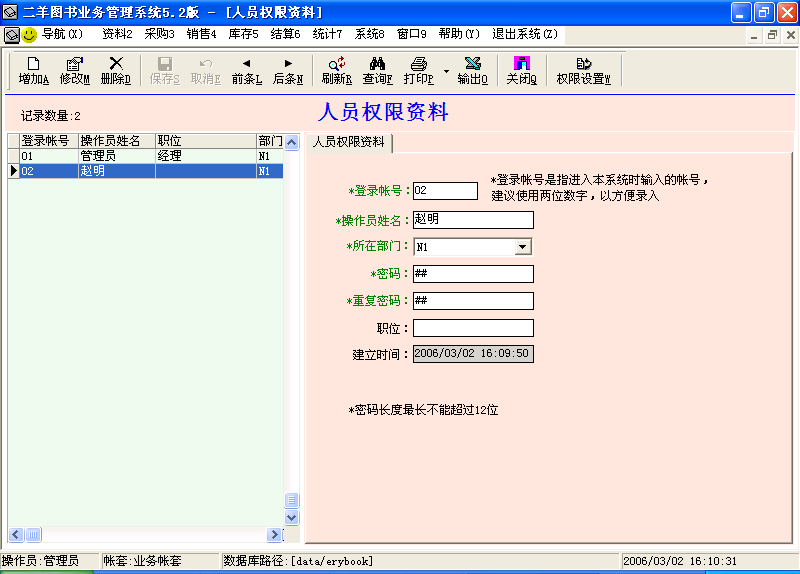 二羊图书业务管理系统5.2版 - [人员权限资料]
导航(X) 资料2 采购3 销售4 库存5 结算6 统计7 系统8 窗口9 帮助(Y) 退出系统(Z)
增加A 修改M 删除D 保存S 取消E 前条L 后条N 刷新R 查询F 打印P 输出O 关闭Q 权限设置W
记录数量:2
人员权限资料
登录帐号 操作员姓名 职位 部门
01 管理员 经理 N1
02 赵明 N1
人员权限资料
*登录帐号： 02
*登录帐号是指进入本系统时输入的帐号，
建议使用两位数字，以方便录入
*操作员姓名： 赵明
*所在部门： N1
*密码： ##
*重复密码： ##
职位：
建立时间： 2006/03/02 16:09:50
*密码长度最长不能超过12位
操作员:管理员 帐套:业务帐套 数据库路径:[data/erybook] 2006/03/02 16:10:31